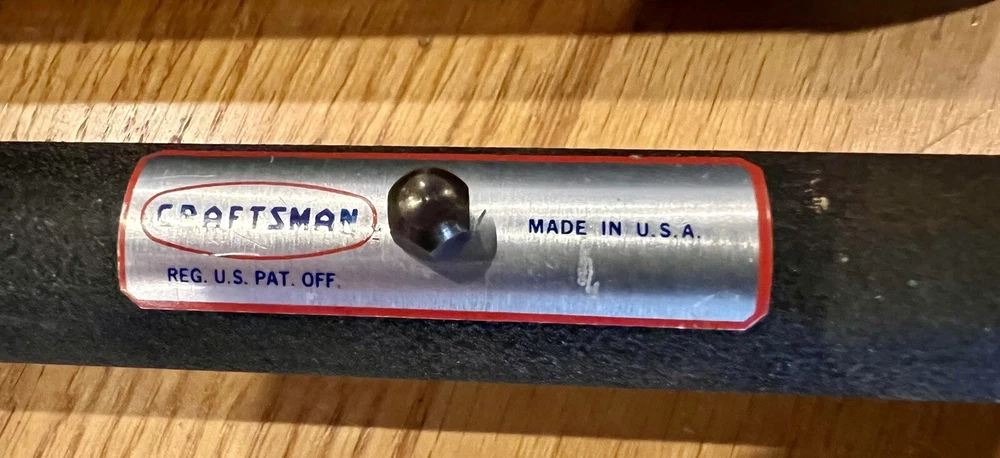 CRAFTSMAN
REG. U.S. PAT. OFF.
MADE IN U.S.A.